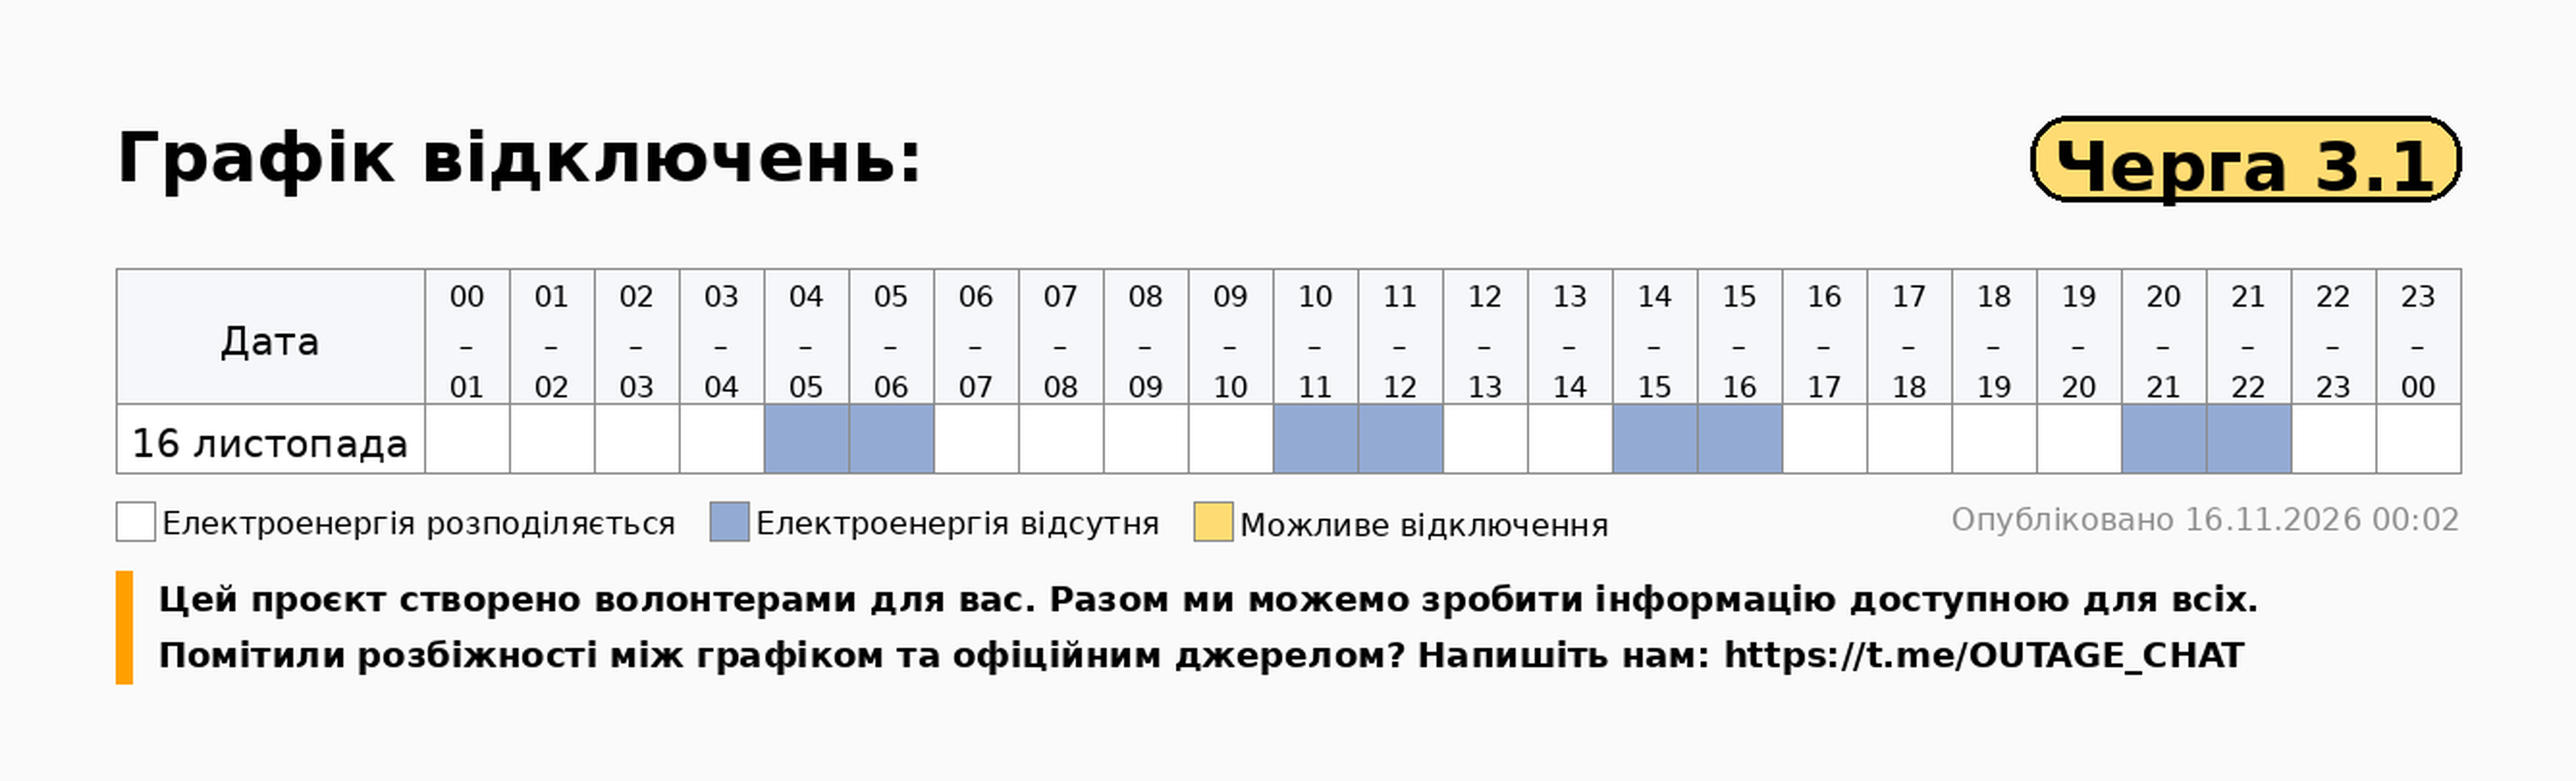 Графік відключень:
Черга 3.1
Дата
00 – 01
01 – 02
02 – 03
03 – 04
04 – 05
05 – 06
06 – 07
07 – 08
08 – 09
09 – 10
10 – 11
11 – 12
12 – 13
13 – 14
14 – 15
15 – 16
16 – 17
17 – 18
18 – 19
19 – 20
20 – 21
21 – 22
22 – 23
23 – 00
16 листопада
Електроенергія розподіляється
Електроенергія відсутня
Можливе відключення
Опубліковано 16.11.2026 00:02
Цей проєкт створено волонтерами для вас. Разом ми можемо зробити інформацію доступною для всіх.
Помітили розбіжності між графіком та офіційним джерелом? Напишіть нам: https://t.me/OUTAGE_CHAT